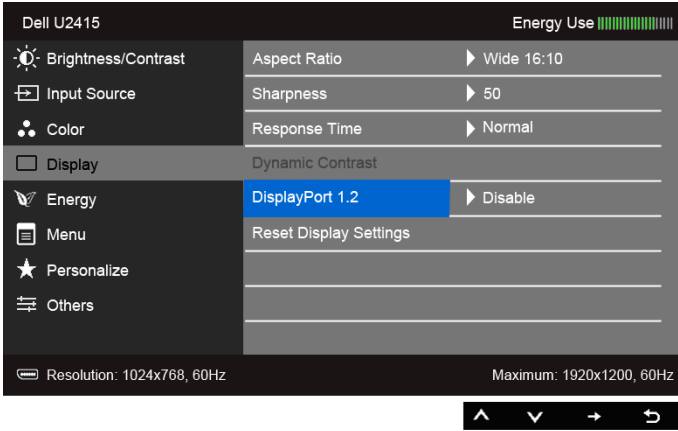 Dell U2415 Energy Use
Brightness/Contrast Aspect Ratio Wide 16:10
Input Source Sharpness 50
Color Response Time Normal
Display Dynamic Contrast
Energy DisplayPort 1.2 Disable
Menu Reset Display Settings
Personalize
Others
Resolution: 1024x768, 60Hz Maximum: 1920x1200, 60Hz